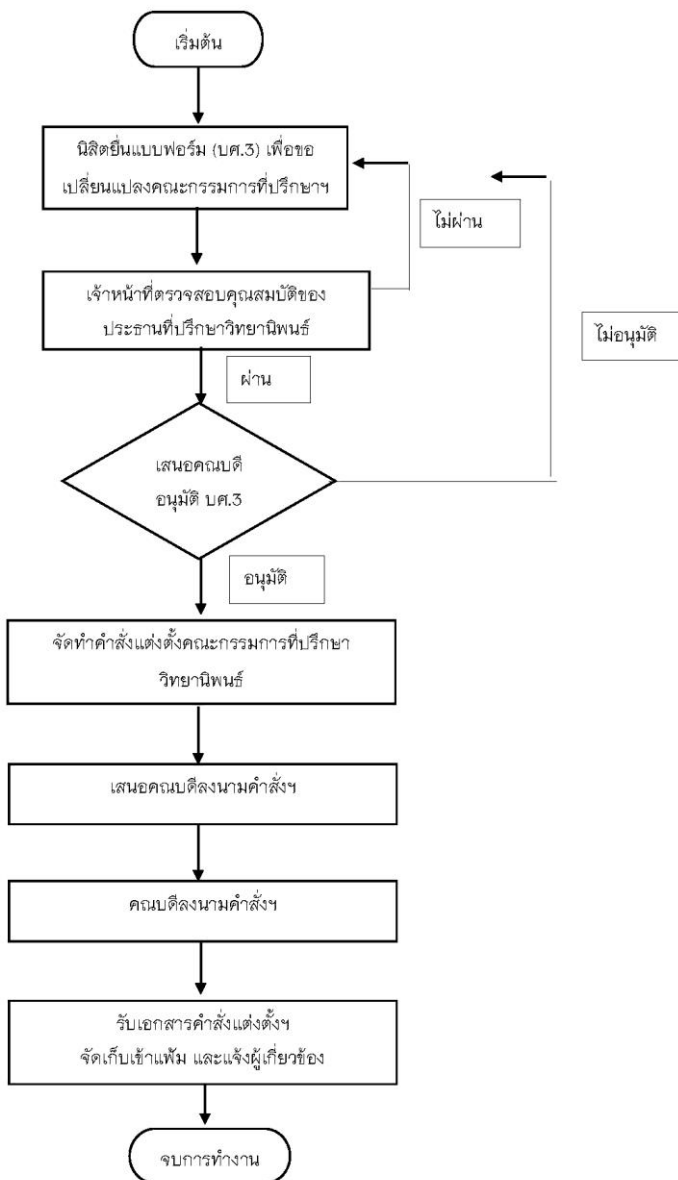 เริ่มต้น
นิสิตยื่นแบบฟอร์ม (บศ.3) เพื่อขอ
เปลี่ยนแปลงคณะกรรมการที่ปรึกษาฯ
ไม่ผ่าน
เจ้าหน้าที่ตรวจสอบคุณสมบัติของ
ประธานที่ปรึกษาวิทยานิพนธ์
ไม่อนุมัติ
ผ่าน
เสนอคณบดี
อนุมัติ บศ.3
อนุมัติ
จัดทำคำสั่งแต่งตั้งคณะกรรมการที่ปรึกษา
วิทยานิพนธ์
เสนอคณบดีลงนามคำสั่งฯ
คณบดีลงนามคำสั่งฯ
รับเอกสารคำสั่งแต่งตั้งฯ
จัดเก็บเข้าแฟ้ม และแจ้งผู้เกี่ยวข้อง
จบการทำงาน